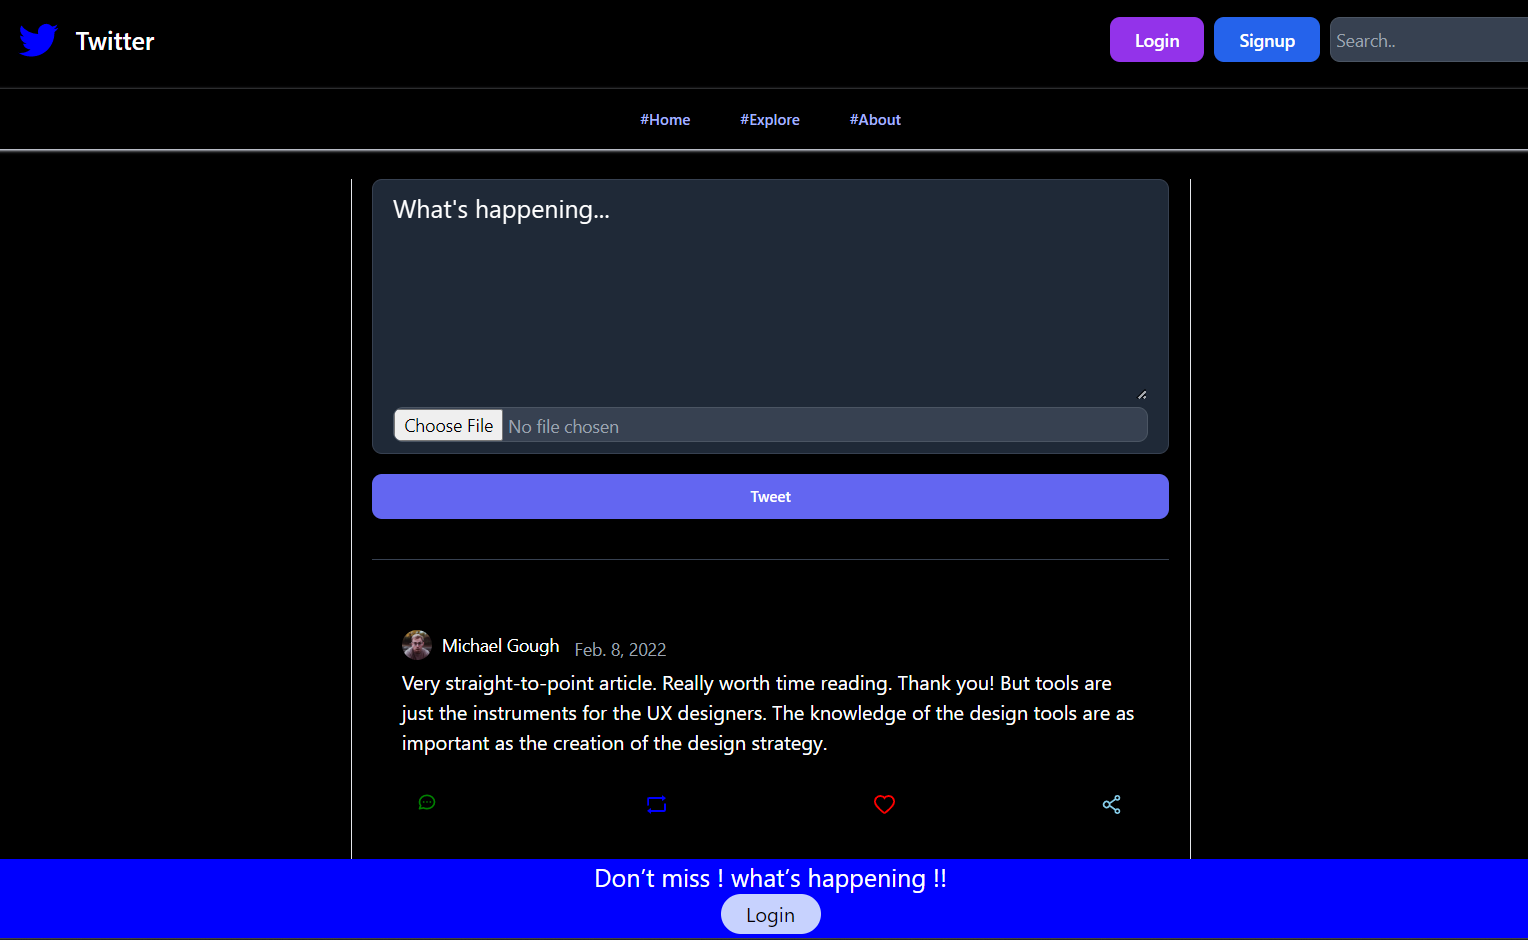 Twitter
Login
Signup
Search..
#Home
#Explore
#About
What's happening...
Choose File No file chosen
Tweet
Michael Gough Feb. 8, 2022
Very straight-to-point article. Really worth time reading. Thank you! But tools are
just the instruments for the UX designers. The knowledge of the design tools are as
important as the creation of the design strategy.
Don’t miss ! what’s happening !!
Login